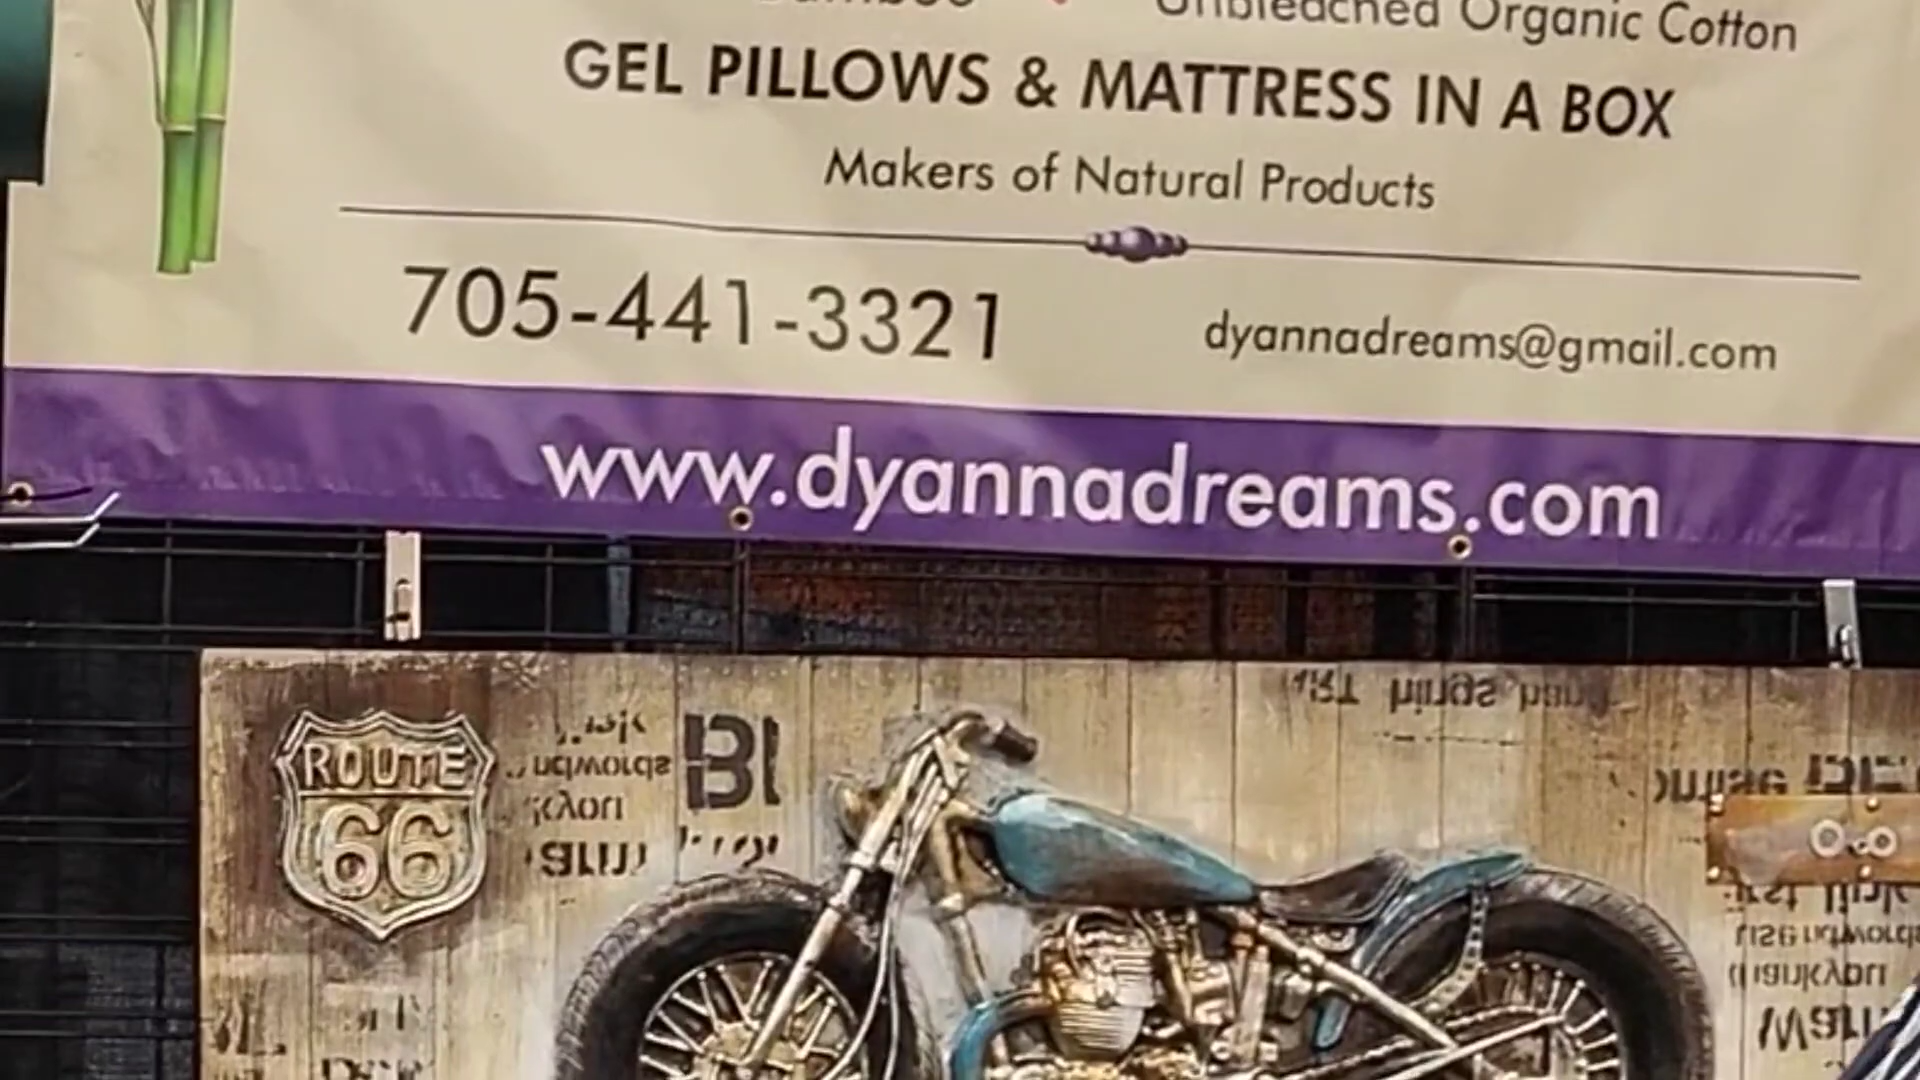 Bamboo Unbleached Organic Cotton
GEL PILLOWS & MATTRESS IN A BOX
Makers of Natural Products
705-441-3321
dyannadreams@gmail.com
www.dyannadreams.com
ROUTE
66